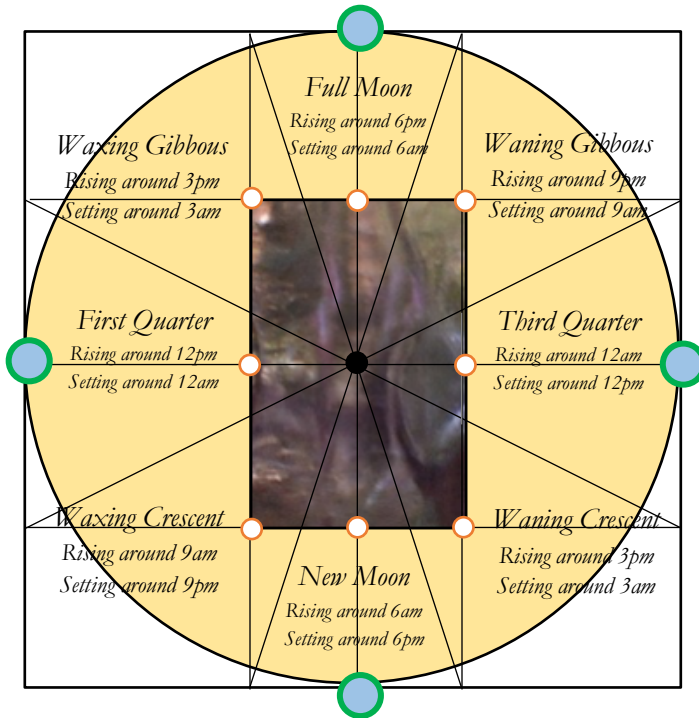 Full Moon
Rising around 6pm
Setting around 6am
Waxing Gibbous
Rising around 3pm
Setting around 3am
Waning Gibbous
Rising around 9pm
Setting around 9am
First Quarter
Rising around 12pm
Setting around 12am
Third Quarter
Rising around 12am
Setting around 12pm
Waxing Crescent
Rising around 9am
Setting around 9pm
New Moon
Rising around 6am
Setting around 6pm
Waning Crescent
Rising around 3pm
Setting around 3am